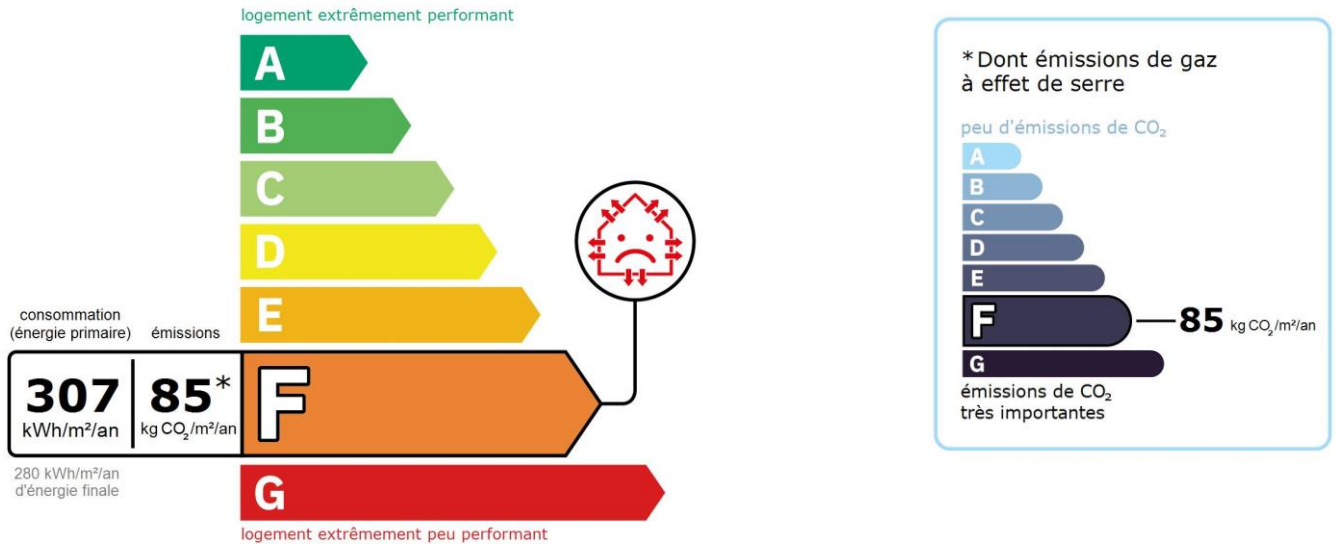 logement extrêmement performant
A
B
C
D
E
consommation
(énergie primaire) émissions
307 85* F
kWh/m²/an kg CO₂/m²/an
280 kWh/m²/an
d'énergie finale
G
logement extrêmement peu performant
*Dont émissions de gaz
à effet de serre
peu d'émissions de CO₂
A
B
C
D
E
F 85 kg CO₂/m²/an
G
émissions de CO₂
très importantes